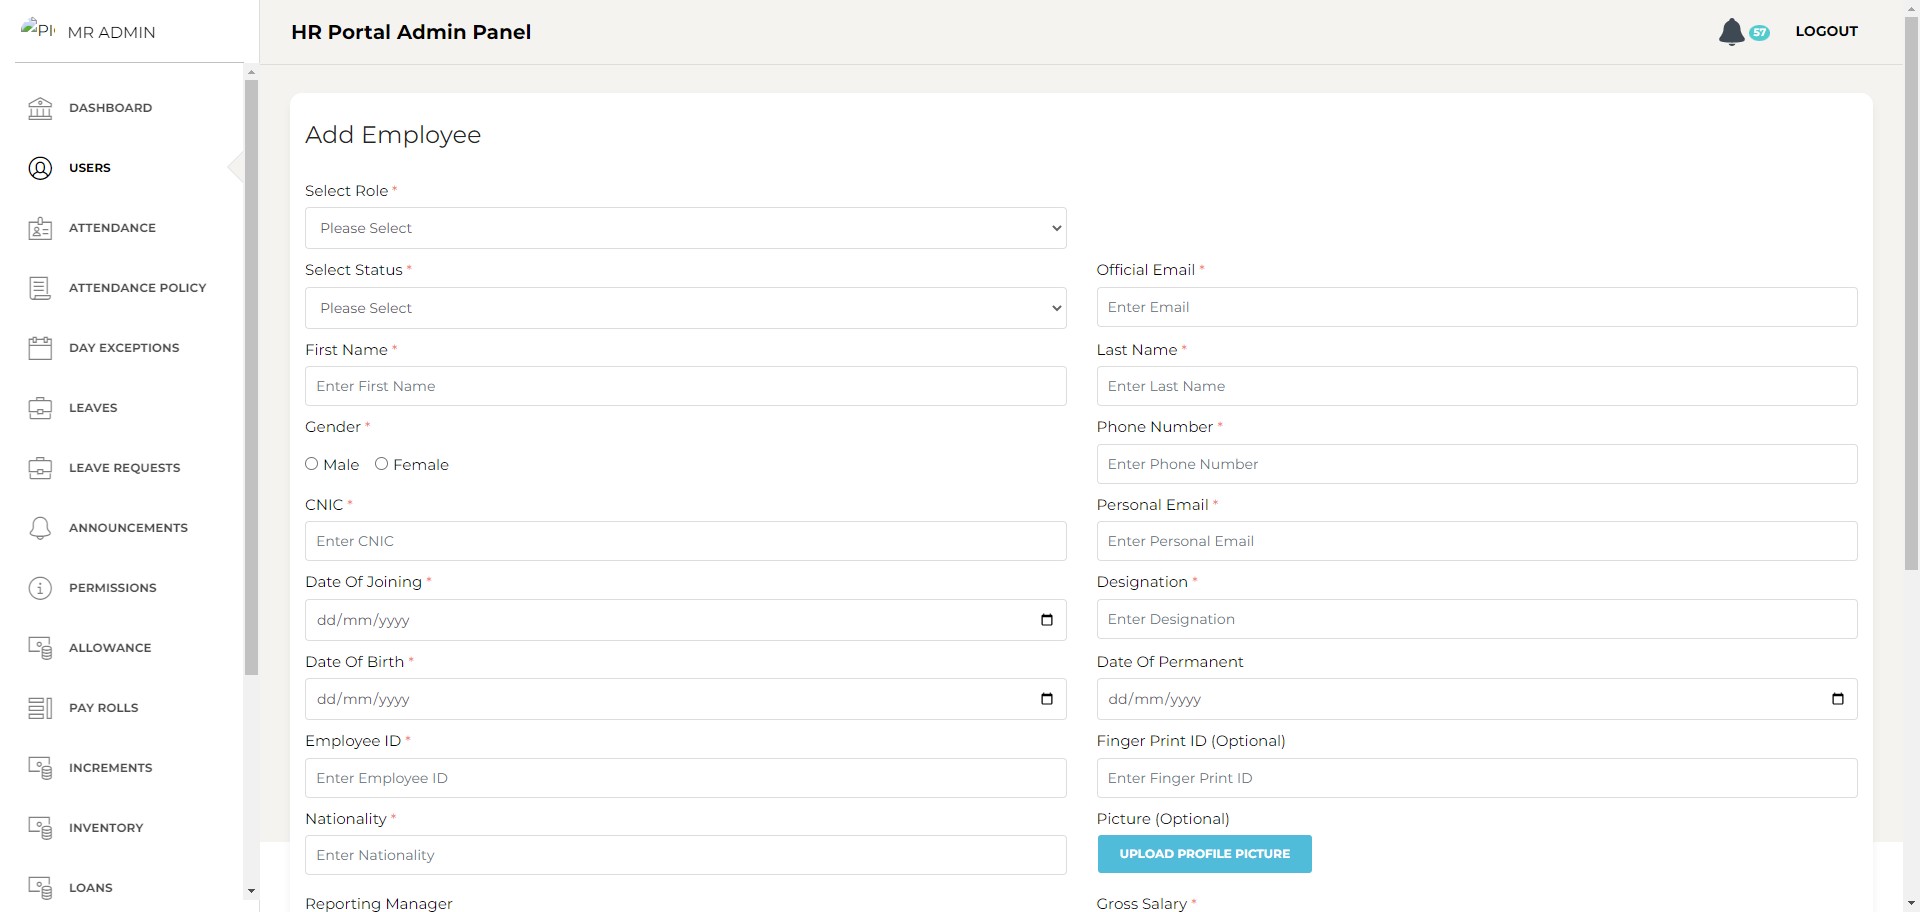 PI
MR ADMIN
HR Portal Admin Panel
57
LOGOUT
DASHBOARD
USERS
ATTENDANCE
ATTENDANCE POLICY
DAY EXCEPTIONS
LEAVES
LEAVE REQUESTS
ANNOUNCEMENTS
PERMISSIONS
ALLOWANCE
PAY ROLLS
INCREMENTS
INVENTORY
LOANS
Add Employee
Select Role *
Please Select
Select Status *
Please Select
Official Email *
Enter Email
First Name *
Enter First Name
Last Name *
Enter Last Name
Gender *
Male Female
Phone Number *
Enter Phone Number
CNIC *
Enter CNIC
Personal Email *
Enter Personal Email
Date Of Joining *
dd/mm/yyyy
Designation *
Enter Designation
Date Of Birth *
dd/mm/yyyy
Date Of Permanent
dd/mm/yyyy
Employee ID *
Enter Employee ID
Finger Print ID (Optional)
Enter Finger Print ID
Nationality *
Enter Nationality
Picture (Optional)
UPLOAD PROFILE PICTURE
Reporting Manager
Gross Salary *